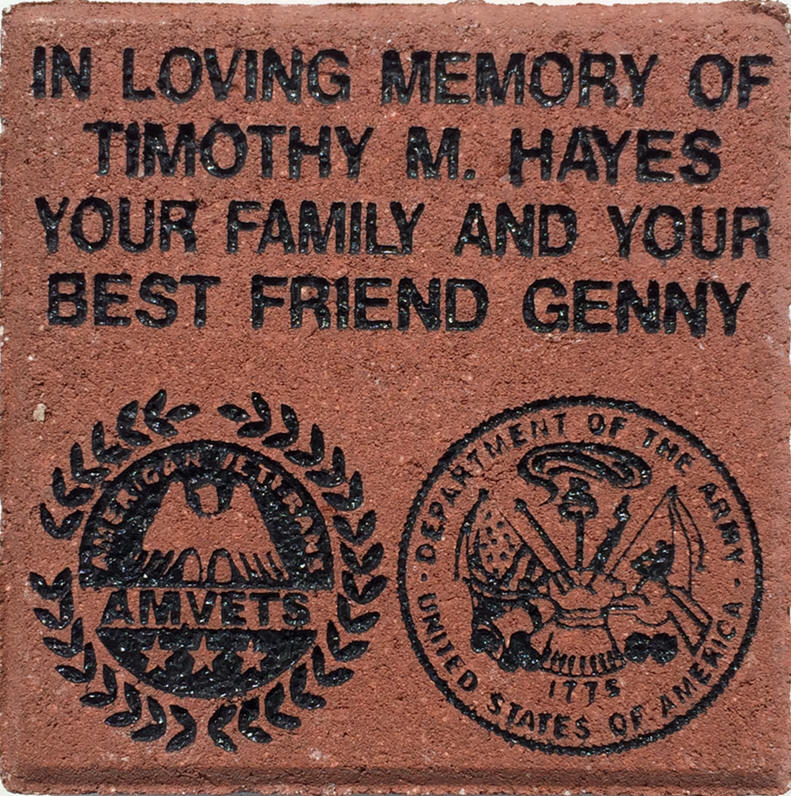 IN LOVING MEMORY OF
TIMOTHY M. HAYES
YOUR FAMILY AND YOUR
BEST FRIEND GENNY
AMERICAN VETERANS
AMVETS
DEPARTMENT OF THE ARMY
UNITED STATES OF AMERICA
1775